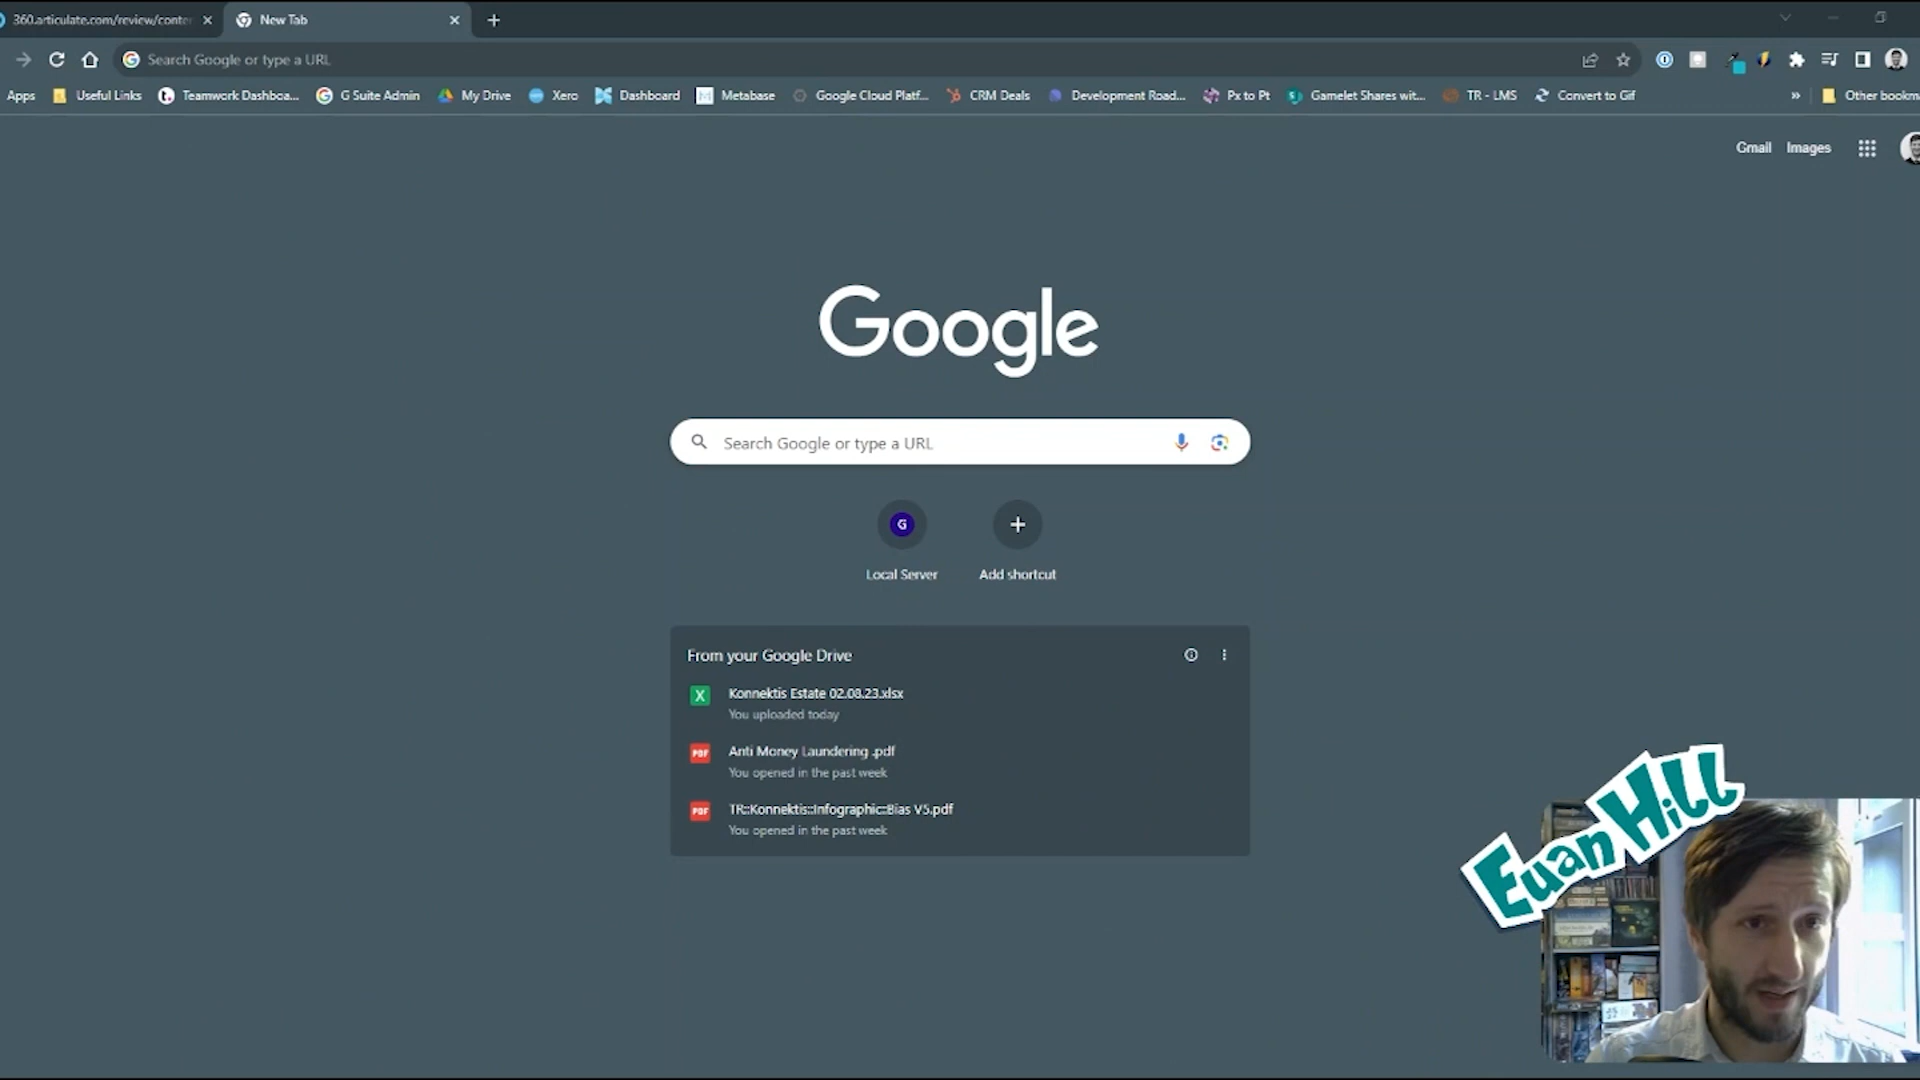 360.articulate.com/review/conter
New Tab
Search Google or type a URL
Apps
Useful Links
Teamwork Dashboa...
G Suite Admin
My Drive
Xero
Dashboard
Metabase
Google Cloud Platf...
CRM Deals
Development Road...
Px to Pt
Gamelet Shares wit...
TR - LMS
Convert to Gif
»
Other bookma
Gmail
Images
Google
Search Google or type a URL
G
Local Server
Add shortcut
From your Google Drive
X
Konnektis Estate 02.08.23.xlsx
You uploaded today
PDF
Anti Money Laundering .pdf
You opened in the past week
PDF
TR::Konnektis::Infographic::Bias V5.pdf
You opened in the past week
Euan Hill